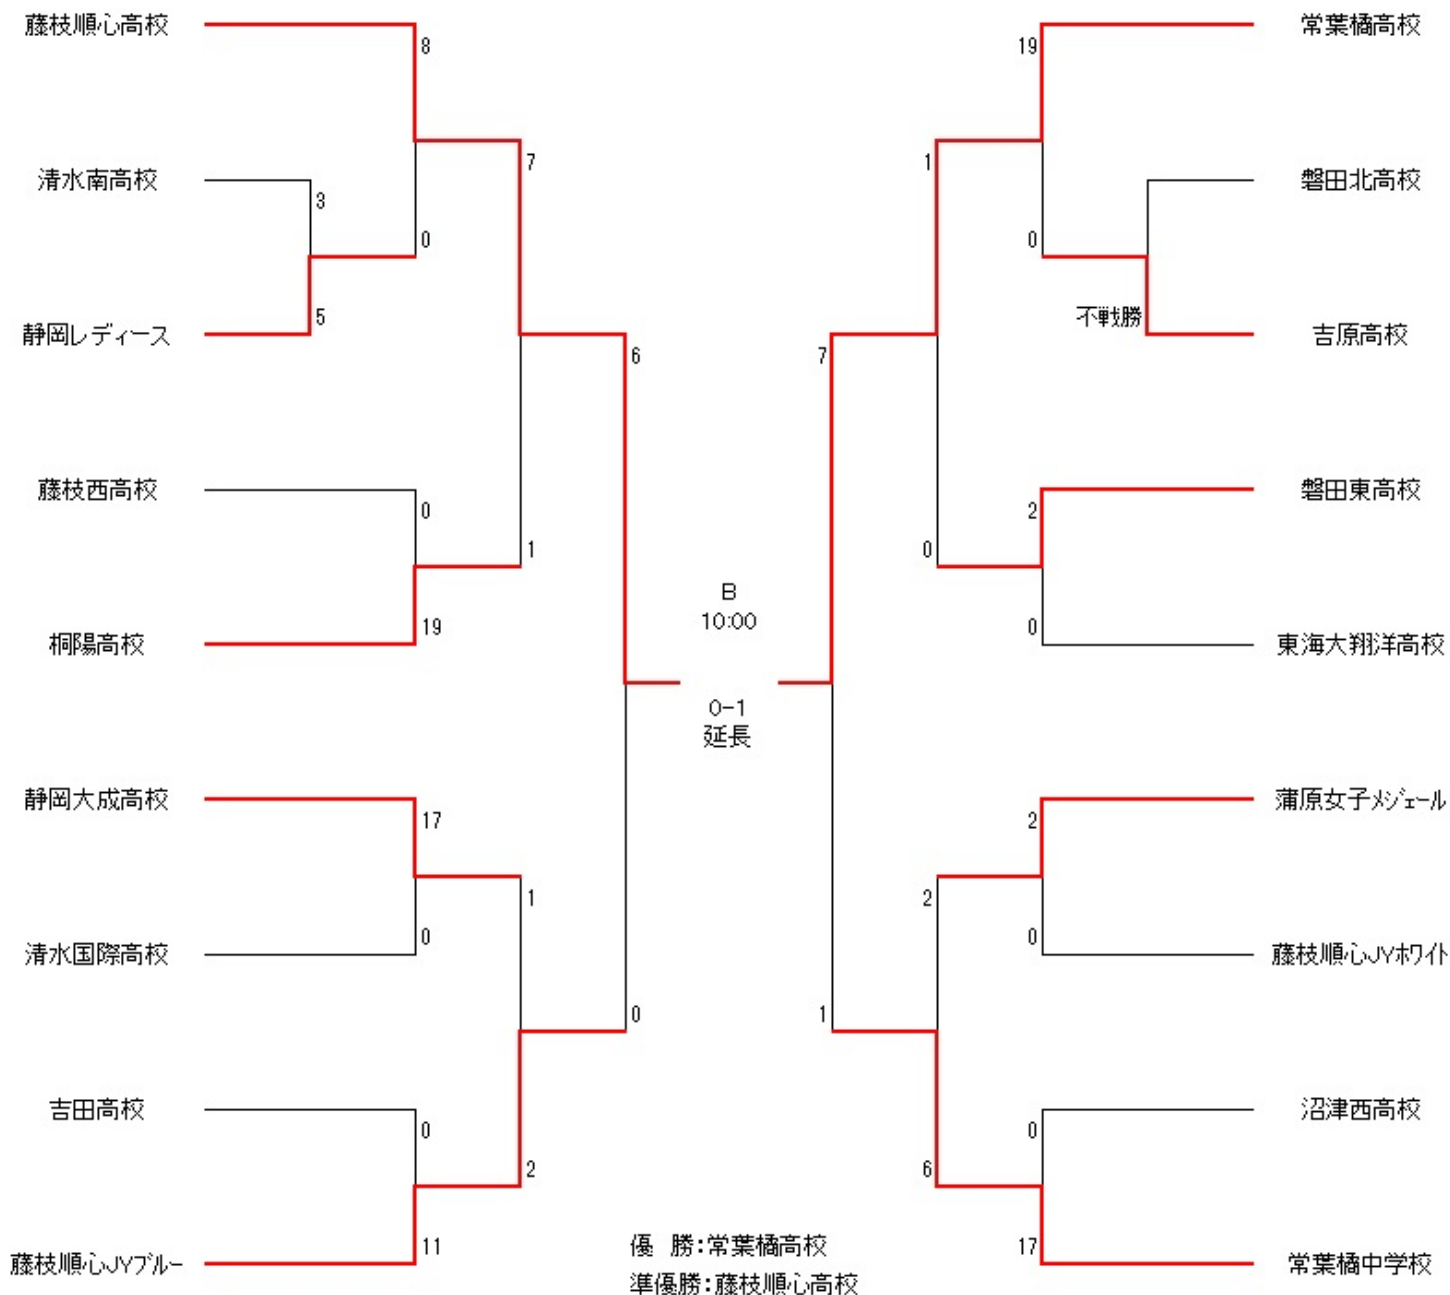 藤枝順心高校
8
19
常葉橘高校
7
1
清水南高校
3
磐田北高校
0
0
静岡レディース
5
不戦勝
吉原高校
6
7
藤枝西高校
0
2
磐田東高校
1
0
B
10:00
桐陽高校
19
0
東海大翔洋高校
0-1
延長
静岡大成高校
17
2
蒲原女子メジェール
1
2
清水国際高校
0
0
藤枝順心JYホワイト
0
1
吉田高校
0
0
沼津西高校
2
6
藤枝順心JYブルー
11
17
常葉橘中学校
優 勝:常葉橘高校
準優勝:藤枝順心高校